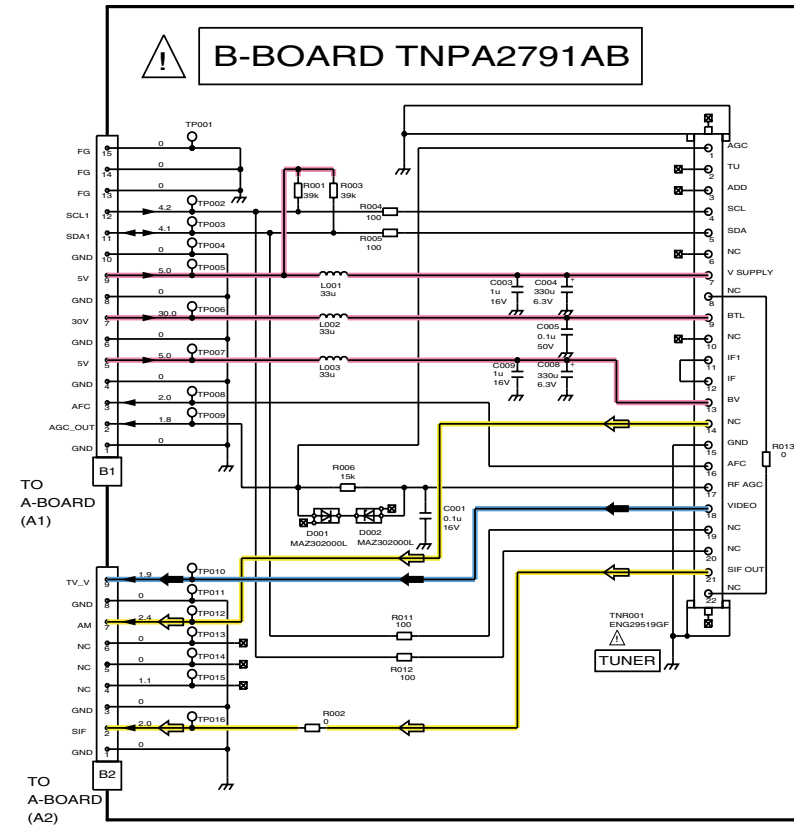 B-BOARD TNPA2791AB
TP001
FG 15 0
FG 14 0
FG 13 0
SCL1 12 4.2 TP002
SDA1 11 4.1 TP003
GND 10 0 TP004
5V 9 5.0 TP005
GND 8 0
30V 7 30.0 TP006
GND 6 0
5V 5 5.0 TP007
GND 4 0
AFC 3 2.0 TP008
AGC_OUT 2 1.8 TP009
GND 1 0
B1
TO
A-BOARD
(A1)
R001
39k
R003
39k
R004
100
R005
100
L001
33u
L002
33u
L003
33u
C003
1u
16V
C004
330u
6.3V
+
C005
0.1u
50V
C009
1u
16V
C008
330u
6.3V
+
R006
15k
D001
MAZ302000L
D002
MAZ302000L
C001
0.1u
16V
AGC
1
TU
2
ADD
3
SCL
4
SDA
5
NC
6
V SUPPLY
7
NC
8
BTL
9
NC
10
IF1
11
IF
12
BV
13
NC
14
GND
15
AFC
16
RF AGC
17
VIDEO
18
NC
19
NC
20
SIF OUT
21
NC
22
R013
0
TV_V 9 1.9 TP010
GND 8 0 TP011
AM 7 2.4 TP012
NC 6 0 TP013
NC 5 0 TP014
NC 4 1.1 TP015
GND 3 0
SIF 2 2.0 TP016
GND 1 0
B2
TO
A-BOARD
(A2)
R011
100
R012
100
R002
0
TNR001
ENG29519GF
!
TUNER